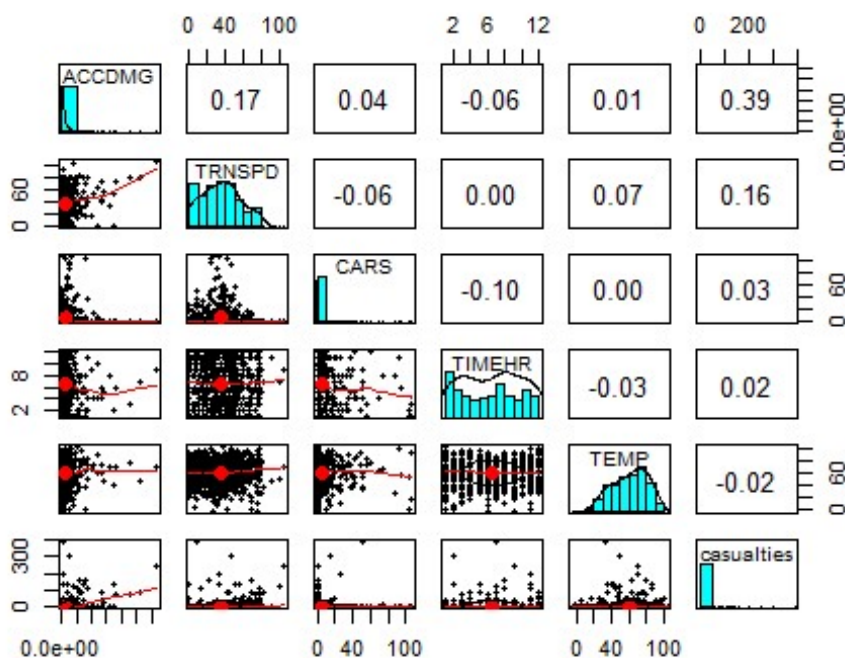 0 40 100 2 6 12 0 200
ACCDMG 0.17 0.04 -0.06 0.01 0.39 0.0e+00
0 60 TRNSPD -0.06 0.00 0.07 0.16
CARS -0.10 0.00 0.03 0 60
2 8 TIMEHR -0.03 0.02
TEMP -0.02 0 60
0 300 casualties
0.0e+00 0 40 100 0 40 100